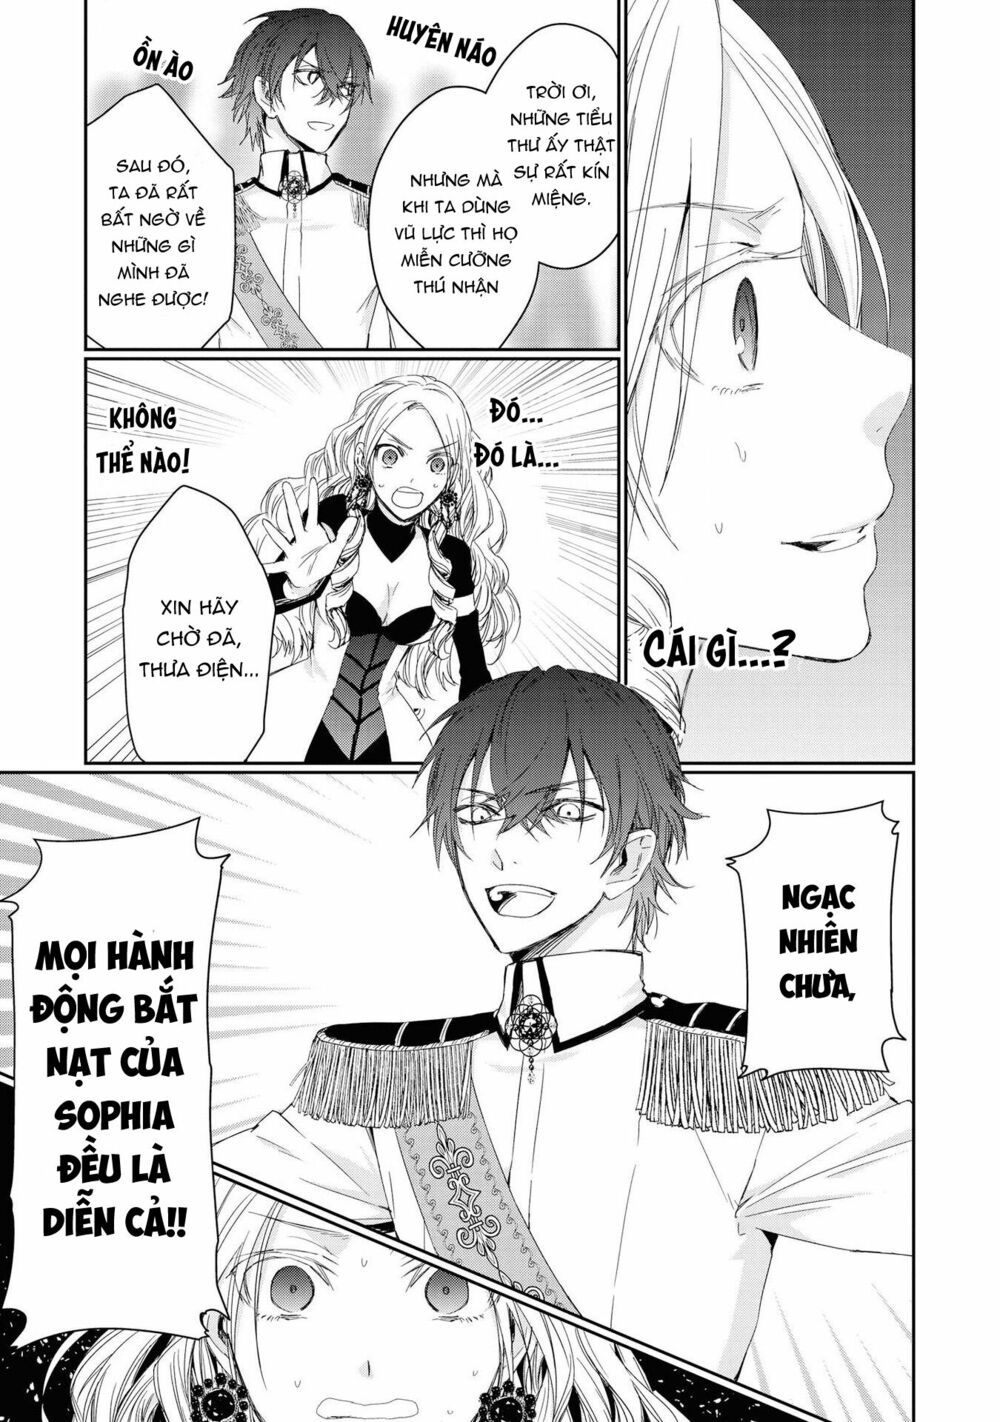 TRỜI ƠI,
NHỮNG TIỂU
THƯ ẤY THẬT
SỰ RẤT KÍN
MIỆNG.
NHƯNG MÀ
KHI TA DÙNG
VŨ LỰC THÌ HỌ
MIỄN CƯỠNG
THÚ NHẬN
HUYÊN NÁO
ỒN ÀO
SAU ĐÓ,
TA ĐÃ RẤT
BẤT NGỜ VỀ
NHỮNG GÌ
MÌNH ĐÃ
NGHE ĐƯỢC!
CÁI GÌ....?
ĐÓ...
ĐÓ LÀ...
KHÔNG
THỂ NÀO!
XIN HÃY
CHỜ ĐÃ,
THƯA ĐIỆN...
NGẠC
NHIÊN
CHƯA,
MỌI HÀNH
ĐỘNG BẮT
NẠT CỦA
SOPHIA
ĐỀU LÀ
DIỄN CẢ!!